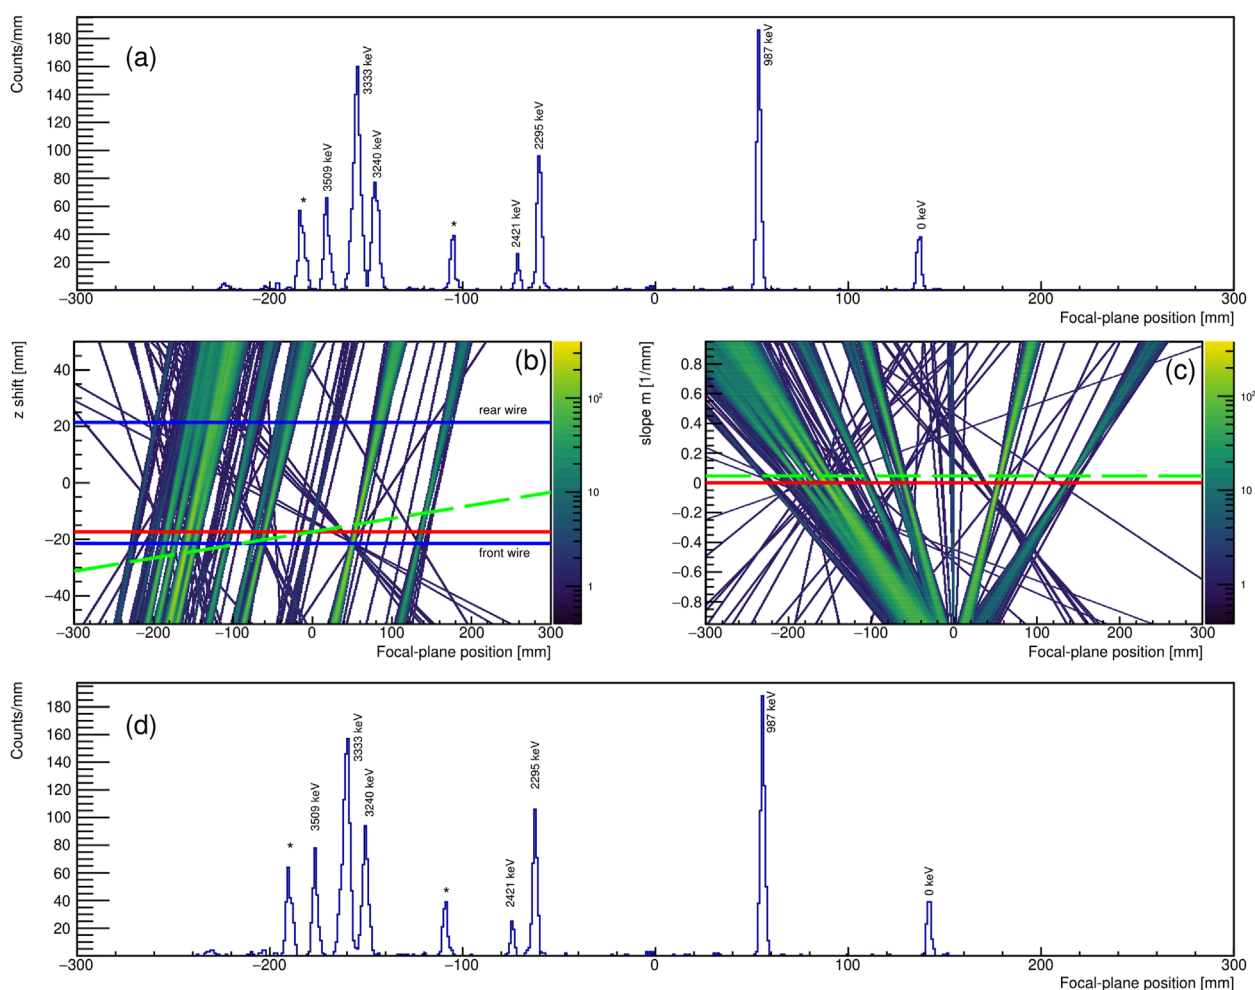 Counts/mm
(a)
180
160
140
120
100
80
60
40
20
*
3509 keV
3333 keV
3240 keV
*
2421 keV
2295 keV
987 keV
0 keV
−300 −200 −100 0 100 200 300
Focal-plane position [mm]
z shift [mm]
(b)
40
20
0
−20
−40
rear wire
front wire
10²
10
1
−300 −200 −100 0 100 200 300
Focal-plane position [mm]
slope m [1/mm]
(c)
0.8
0.6
0.4
0.2
0
−0.2
−0.4
−0.6
−0.8
10²
10
1
−300 −200 −100 0 100 200 300
Focal-plane position [mm]
Counts/mm
(d)
180
160
140
120
100
80
60
40
20
*
3509 keV
3333 keV
3240 keV
*
2421 keV
2295 keV
987 keV
0 keV
−300 −200 −100 0 100 200 300
Focal-plane position [mm]